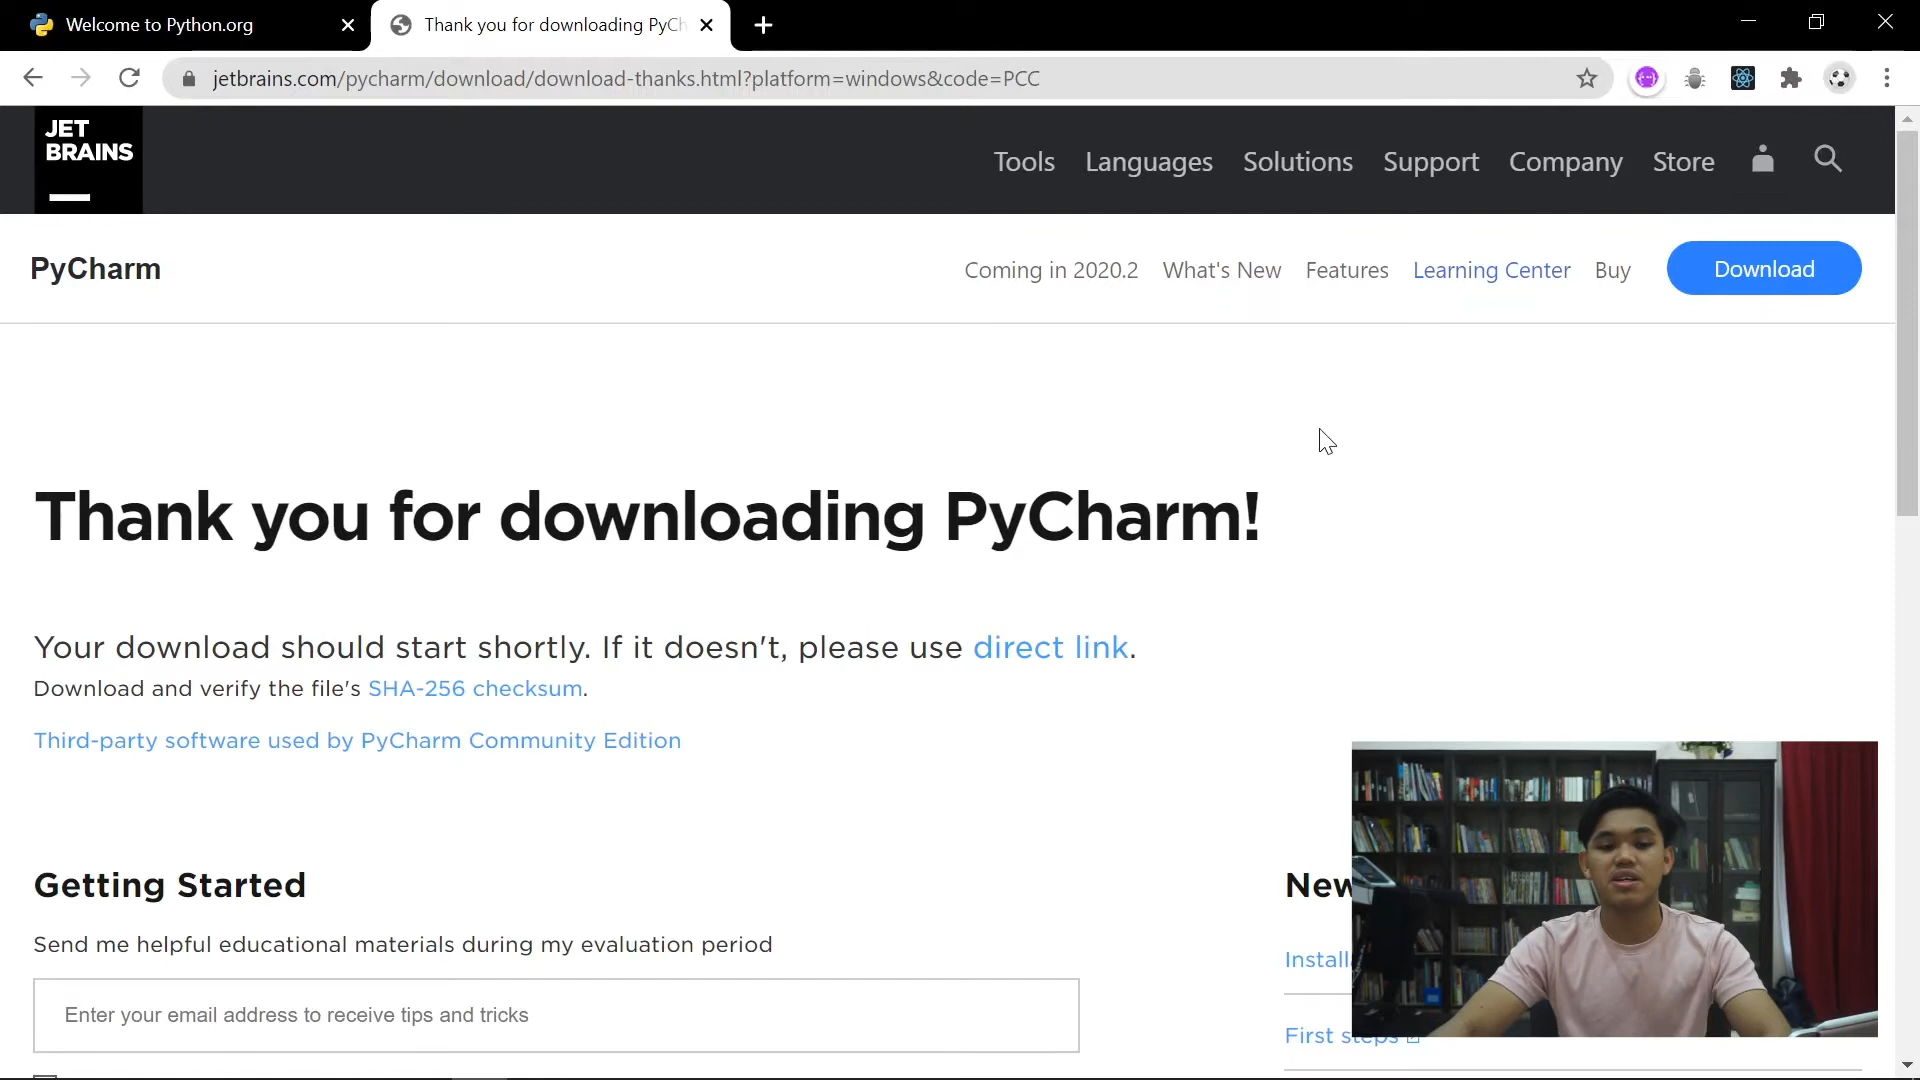 Welcome to Python.org
Thank you for downloading PyCh
jetbrains.com/pycharm/download/download-thanks.html?platform=windows&code=PCC
JET
BRAINS
Tools Languages Solutions Support Company Store
PyCharm
Coming in 2020.2 What's New Features Learning Center Buy Download
Thank you for downloading PyCharm!
Your download should start shortly. If it doesn't, please use direct link.
Download and verify the file's SHA-256 checksum.
Third-party software used by PyCharm Community Edition
Getting Started
New
Send me helpful educational materials during my evaluation period
Install
Enter your email address to receive tips and tricks
First steps